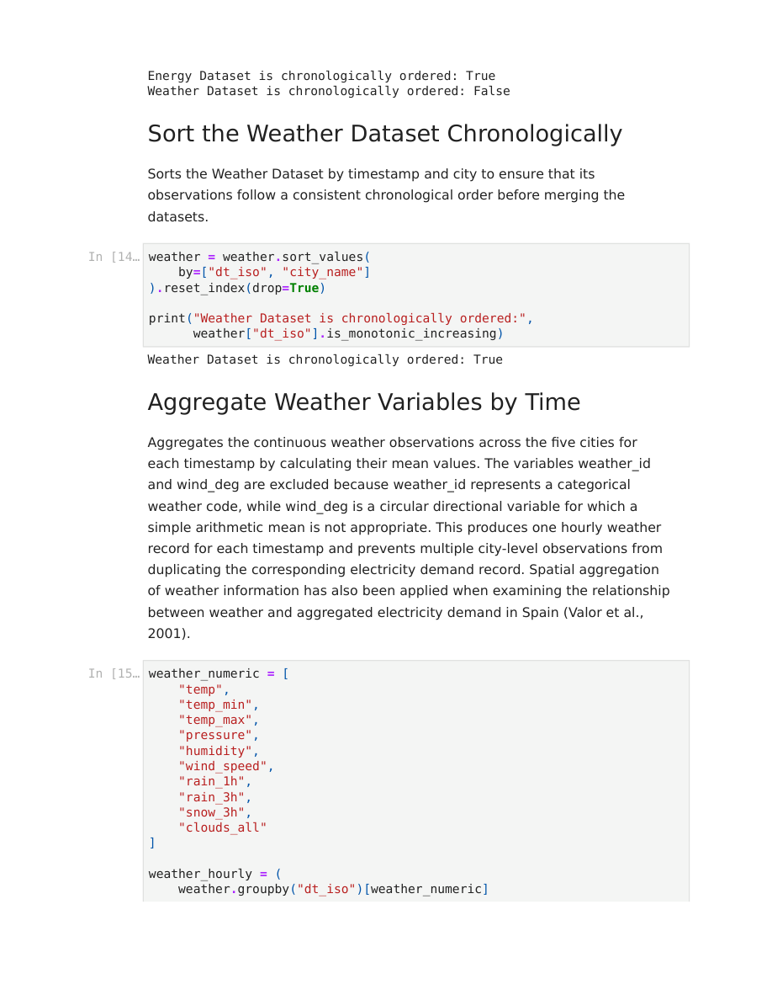 Energy Dataset is chronologically ordered: True
Weather Dataset is chronologically ordered: False
Sort the Weather Dataset Chronologically
Sorts the Weather Dataset by timestamp and city to ensure that its
observations follow a consistent chronological order before merging the
datasets.
In [14… weather = weather.sort_values(
    by=["dt_iso", "city_name"]
).reset_index(drop=True)

print("Weather Dataset is chronologically ordered:",
      weather["dt_iso"].is_monotonic_increasing)
Weather Dataset is chronologically ordered: True
Aggregate Weather Variables by Time
Aggregates the continuous weather observations across the five cities for
each timestamp by calculating their mean values. The variables weather_id
and wind_deg are excluded because weather_id represents a categorical
weather code, while wind_deg is a circular directional variable for which a
simple arithmetic mean is not appropriate. This produces one hourly weather
record for each timestamp and prevents multiple city-level observations from
duplicating the corresponding electricity demand record. Spatial aggregation
of weather information has also been applied when examining the relationship
between weather and aggregated electricity demand in Spain (Valor et al.,
2001).
In [15… weather_numeric = [
    "temp",
    "temp_min",
    "temp_max",
    "pressure",
    "humidity",
    "wind_speed",
    "rain_1h",
    "rain_3h",
    "snow_3h",
    "clouds_all"
]

weather_hourly = (
    weather.groupby("dt_iso")[weather_numeric]